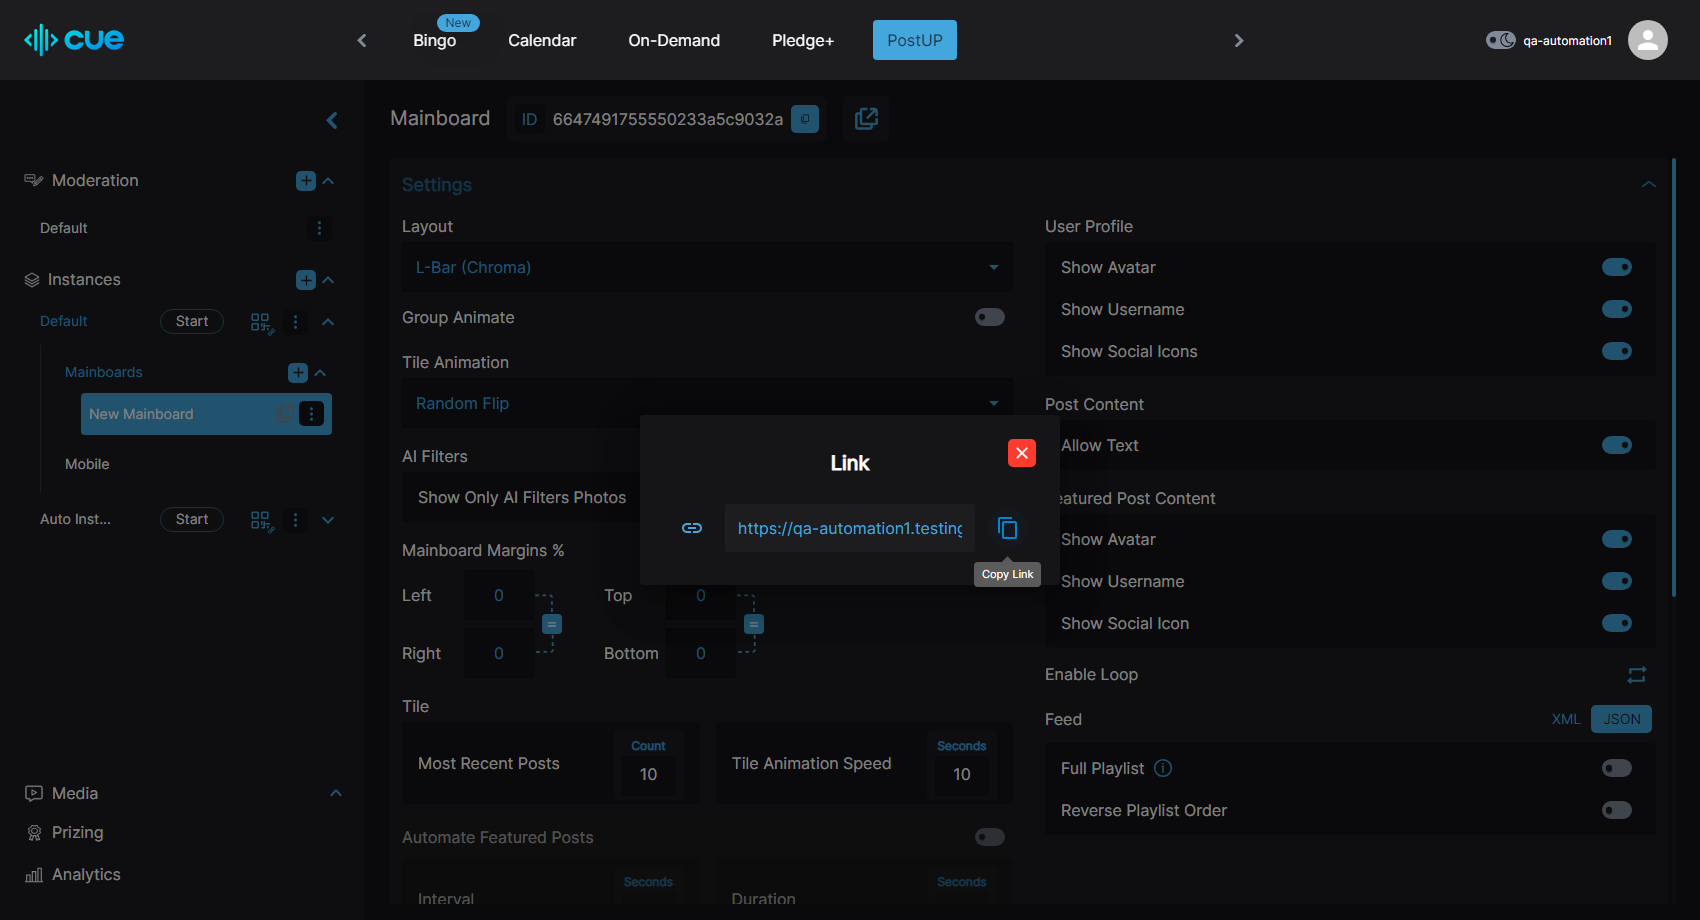 cue
New
Bingo
Calendar
On-Demand
Pledge+
PostUP
qa-automation1
Mainboard
ID
6647491755550233a5c9032a
Moderation
Default
Instances
Default
Start
Mainboards
New Mainboard
Mobile
Auto Inst...
Start
Media
Prizing
Analytics
Settings
Layout
L-Bar (Chroma)
Group Animate
Tile Animation
Random Flip
AI Filters
Show Only AI Filters Photos
Mainboard Margins %
Left
0
Top
0
=
=
Right
0
Bottom
0
Tile
Most Recent Posts
Count
10
Tile Animation Speed
Seconds
10
Automate Featured Posts
Interval
Seconds
Duration
Seconds
Link
https://qa-automation1.testing
Copy Link
User Profile
Show Avatar
Show Username
Show Social Icons
Post Content
Allow Text
eatured Post Content
Show Avatar
Show Username
Show Social Icon
Enable Loop
Feed
XML
JSON
Full Playlist
Reverse Playlist Order